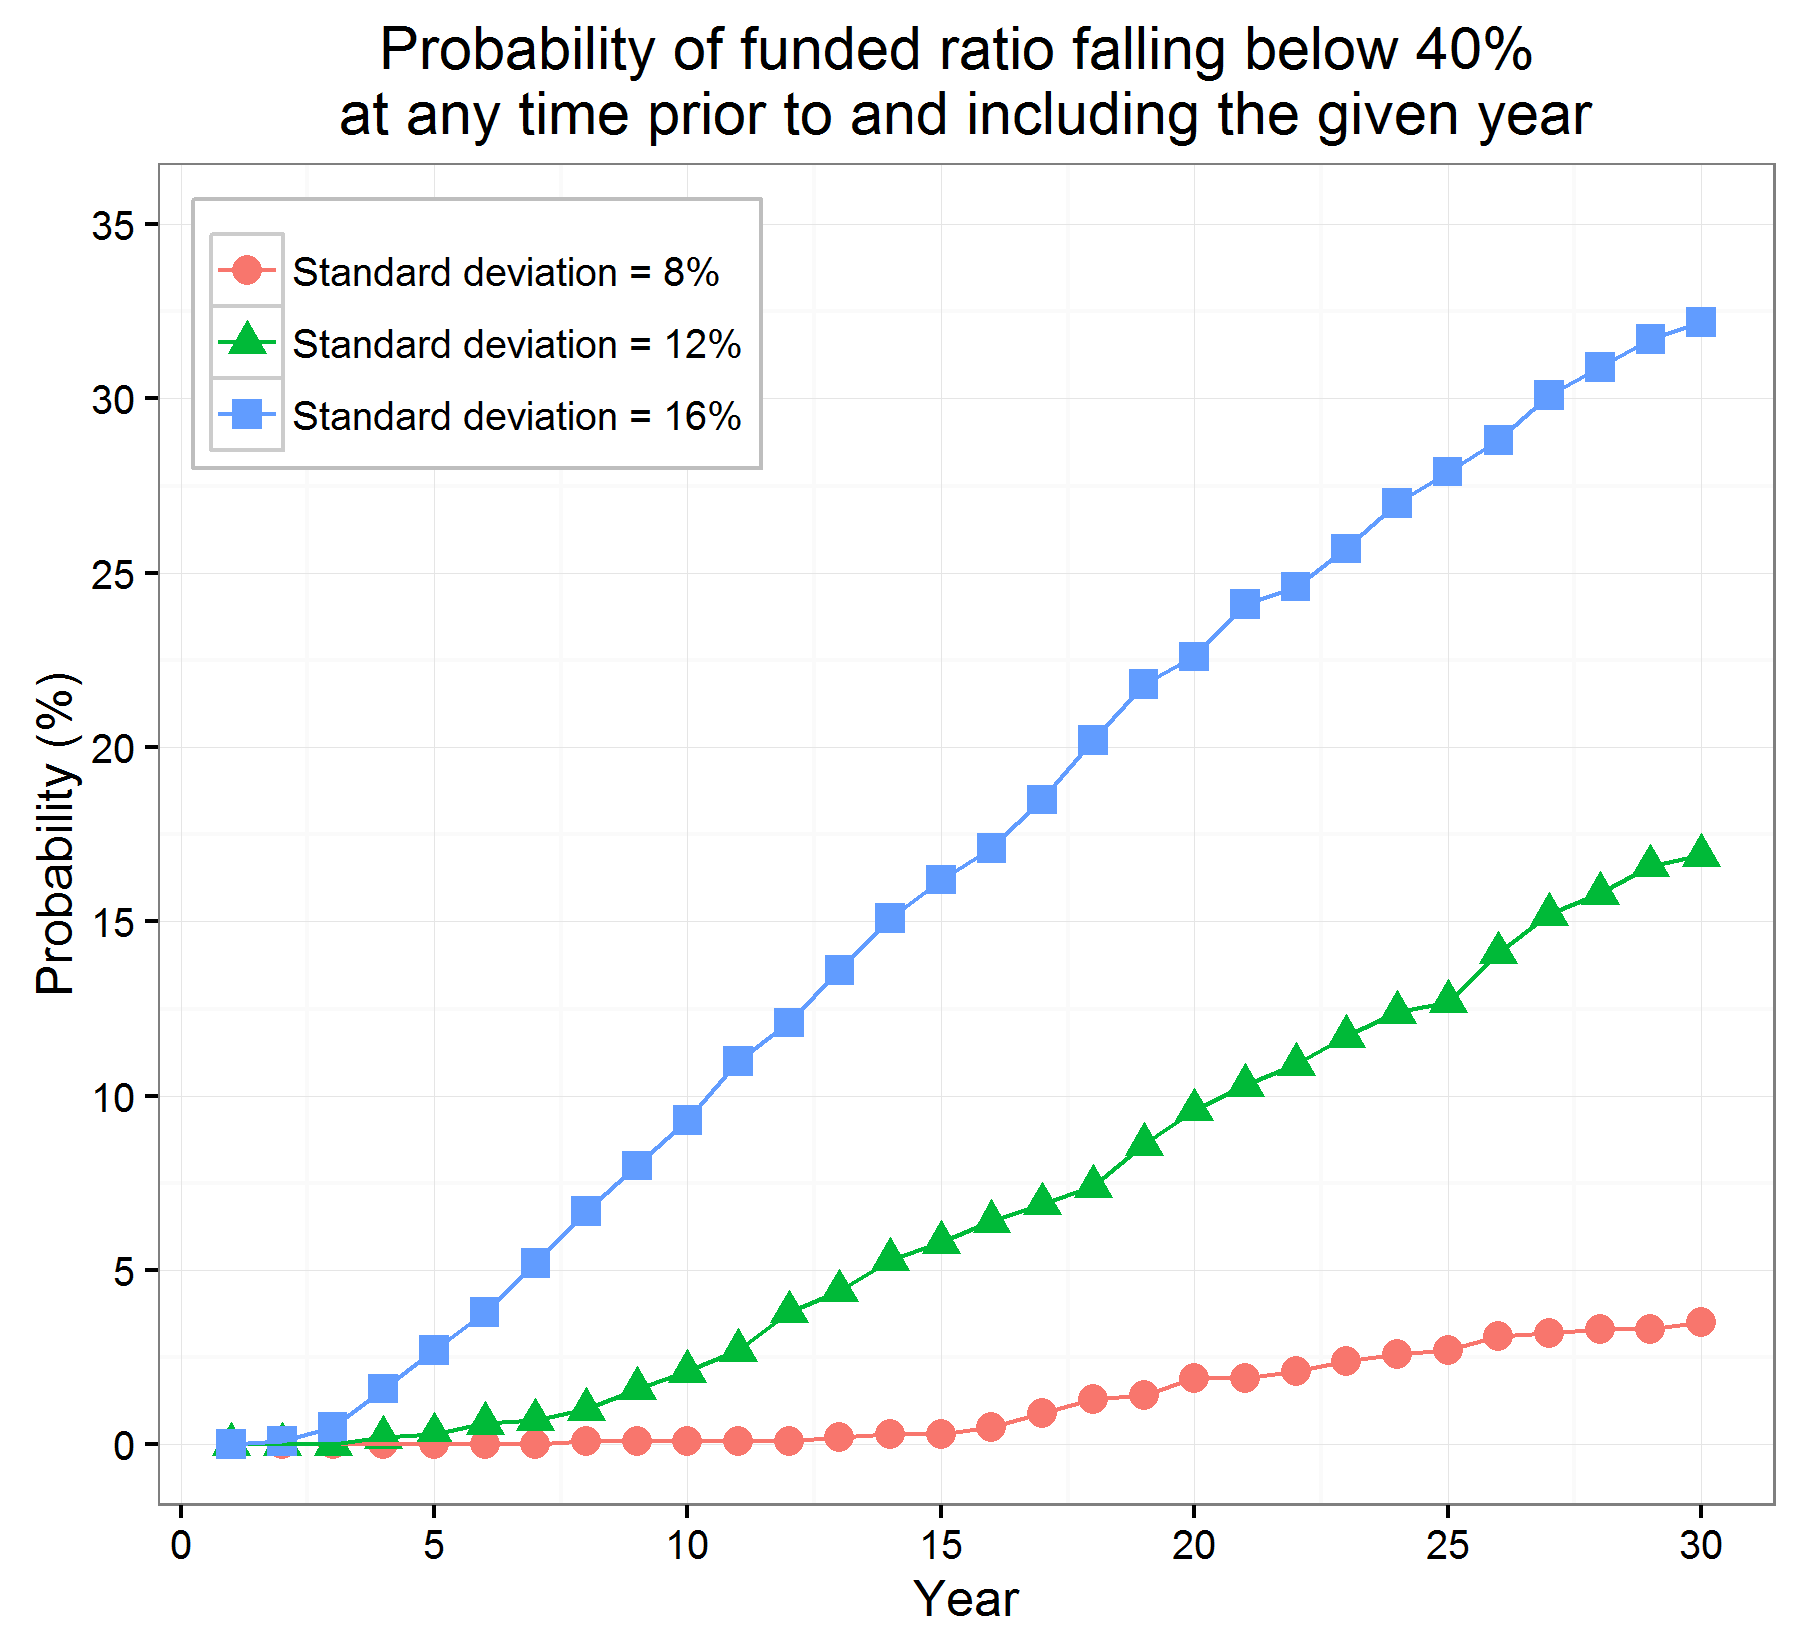 Probability of funded ratio falling below 40%
at any time prior to and including the given year
Standard deviation = 8%
Standard deviation = 12%
Standard deviation = 16%
Probability (%)
35
30
25
20
15
10
5
0
0 5 10 15 20 25 30
Year